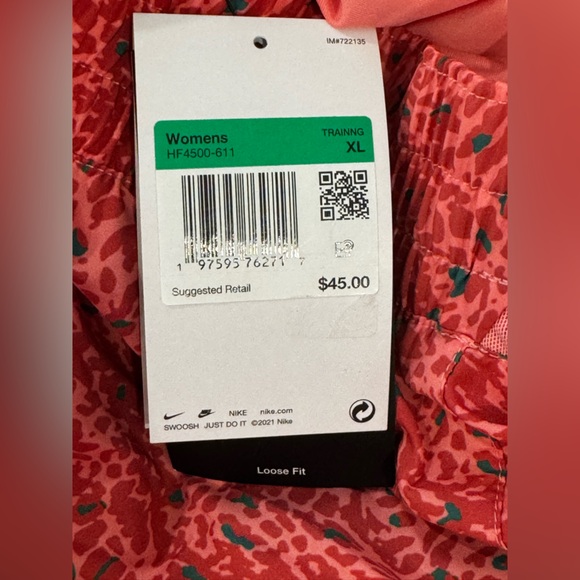 IM#722135
Womens TRAINNG
HF4500-611 XL
1 97595 76271 7
Suggested Retail $45.00
NIKE nike.com
SWOOSH JUST DO IT ©2021 Nike
Loose Fit